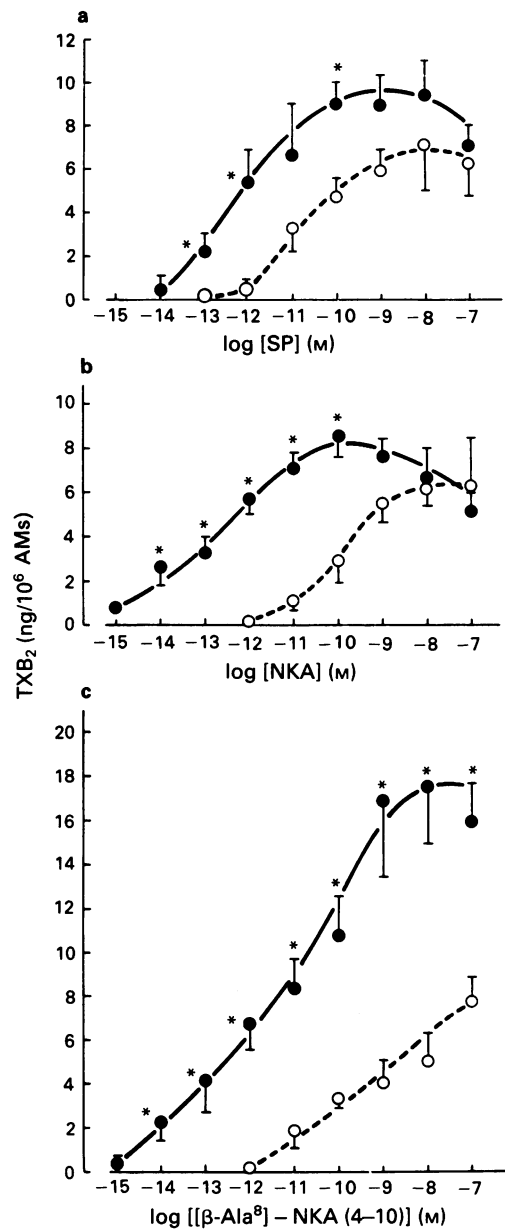 a
12
10
8
6
4
2
0
* * * *
−15 −14 −13 −12 −11 −10 −9 −8 −7
log [SP] (M)
b
10
8
6
4
2
0
* * * * *
−15 −14 −13 −12 −11 −10 −9 −8 −7
log [NKA] (M)
TXB2 (ng/10⁶ AMs)
c
20
18
16
14
12
10
8
6
4
2
0
* * * * * * * *
−15 −14 −13 −12 −11 −10 −9 −8 −7
log [[β-Ala⁸] – NKA (4–10)] (M)